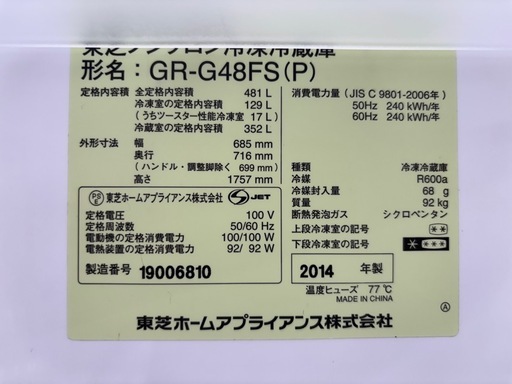 東芝ノンフロン冷凍冷蔵庫
形名：GR-G48FS(P)
定格内容積 全定格内容積 481 L
冷凍室の定格内容積 129 L
(うちツースター性能冷凍室 17 L)
冷蔵室の定格内容積 352 L
外形寸法 幅 685 mm
奥行 716 mm
(ハンドル・調整脚除く 699 mm)
高さ 1757 mm
PSE 東芝ホームアプライアンス株式会社 JET
定格電圧 100 V
定格周波数 50/60 Hz
電動機の定格消費電力 100/100 W
電熱装置の定格消費電力 92/ 92 W
製造番号 19006810
消費電力量 (JIS C 9801-2006年)
50Hz 240 kWh/年
60Hz 240 kWh/年
種類 冷凍冷蔵庫
冷媒 R600a
冷媒封入量 68 g
質量 92 kg
断熱発泡ガス シクロペンタン
上段冷凍室の記号 **
下段冷凍室の記号 * ***
2014 年製
温度ヒューズ 77 ℃
MADE IN CHINA
Ⓐ
東芝ホームアプライアンス株式会社